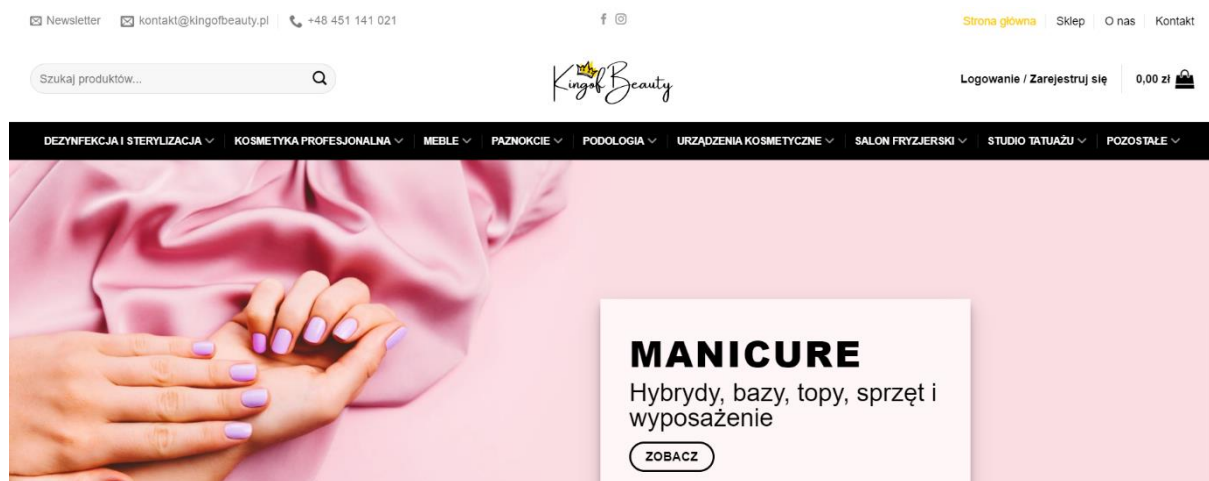 Newsletter kontakt@kingofbeauty.pl +48 451 141 021 Strona główna Sklep O nas Kontakt
Szukaj produktów... Kingof Beauty Logowanie / Zarejestruj się 0,00 zł
DEZYNFEKCJA I STERYLIZACJA KOSMETYKA PROFESJONALNA MEBLE PAZNOKCIE PODOLOGIA URZĄDZENIA KOSMETYCZNE SALON FRYZJERSKI STUDIO TATUAŻU POZOSTAŁE
MANICURE
Hybrydy, bazy, topy, sprzęt i
wyposażenie
ZOBACZ